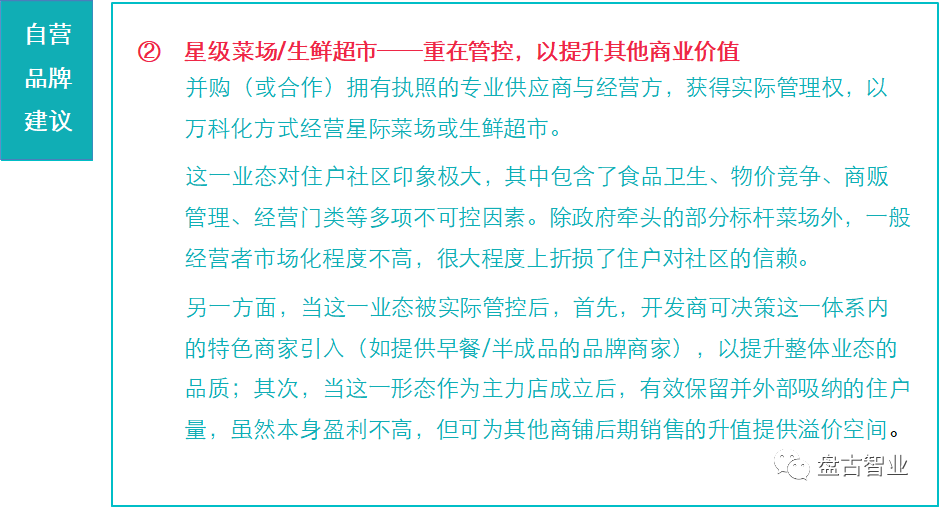 自营
品牌
建议
② 星级菜场/生鲜超市——重在管控，以提升其他商业价值
并购（或合作）拥有执照的专业供应商与经营方，获得实际管理权，以
万科化方式经营星际菜场或生鲜超市。
这一业态对住户社区印象极大，其中包含了食品卫生、物价竞争、商贩
管理、经营门类等多项不可控因素。除政府牵头的部分标杆菜场外，一般
经营者市场化程度不高，很大程度上折损了住户对社区的信赖。
另一方面，当这一业态被实际管控后，首先，开发商可决策这一体系内
的特色商家引入（如提供早餐/半成品的品牌商家），以提升整体业态的
品质；其次，当这一形态作为主力店成立后，有效保留并外部吸纳的住户
量，虽然本身盈利不高，但可为其他商铺后期销售的升值提供溢价空间。
盘古智业